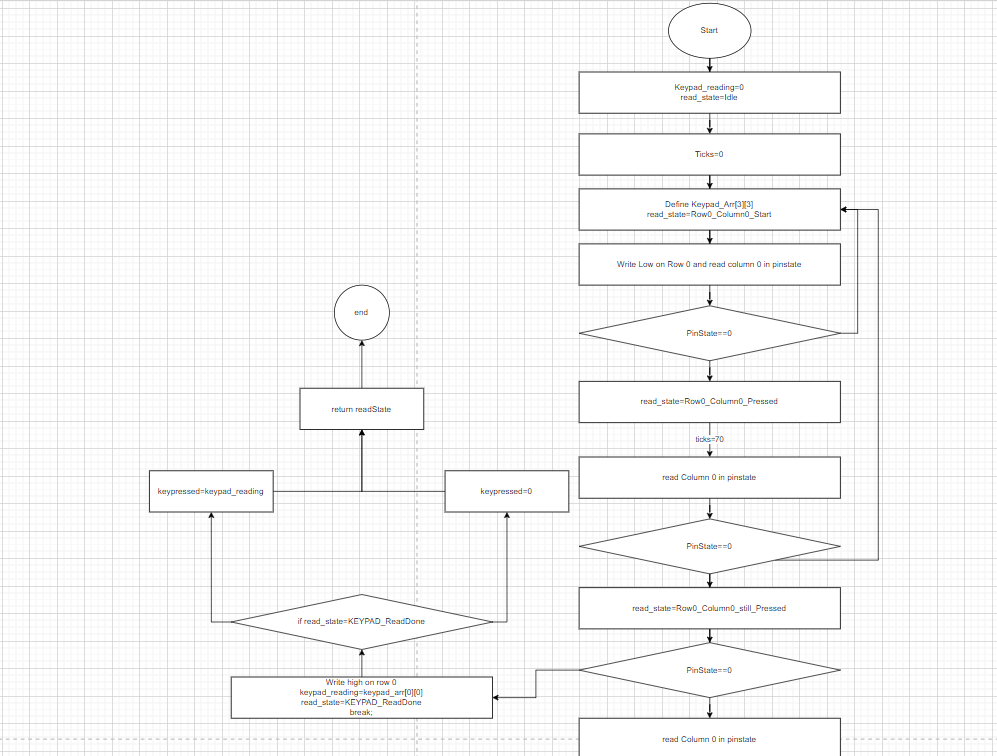 Start
Keypad_reading=0
read_state=Idle
Ticks=0
Define Keypad_Arr[3][3]
read_state=Row0_Column0_Start
Write Low on Row 0 and read column 0 in pinstate
PinState==0
read_state=Row0_Column0_Pressed
ticks=70
read Column 0 in pinstate
PinState==0
read_state=Row0_Column0_still_Pressed
PinState==0
read Column 0 in pinstate
Write high on row 0
keypad_reading=keypad_arr[0][0]
read_state=KEYPAD_ReadDone
break;
if read_state=KEYPAD_ReadDone
keypressed=keypad_reading
keypressed=0
return readState
end